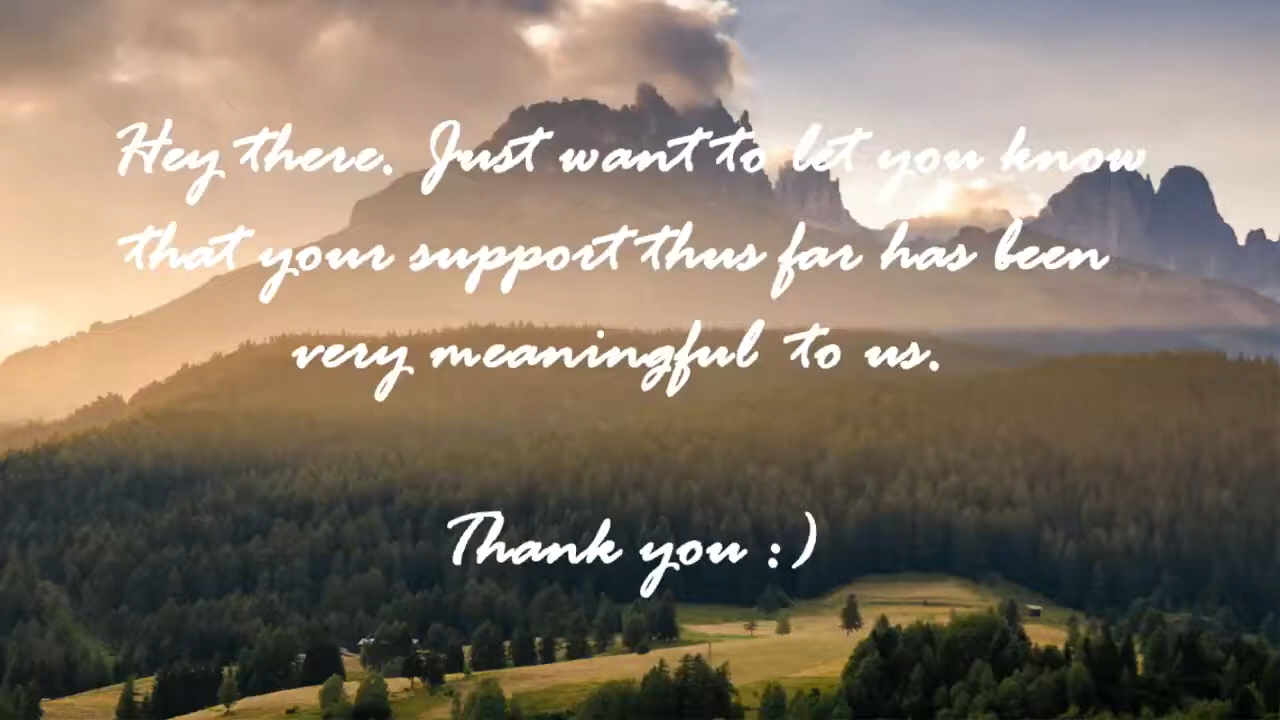 Hey there. Just want to let you know
that your support thus far has been
very meaningful to us.
Thank you :)